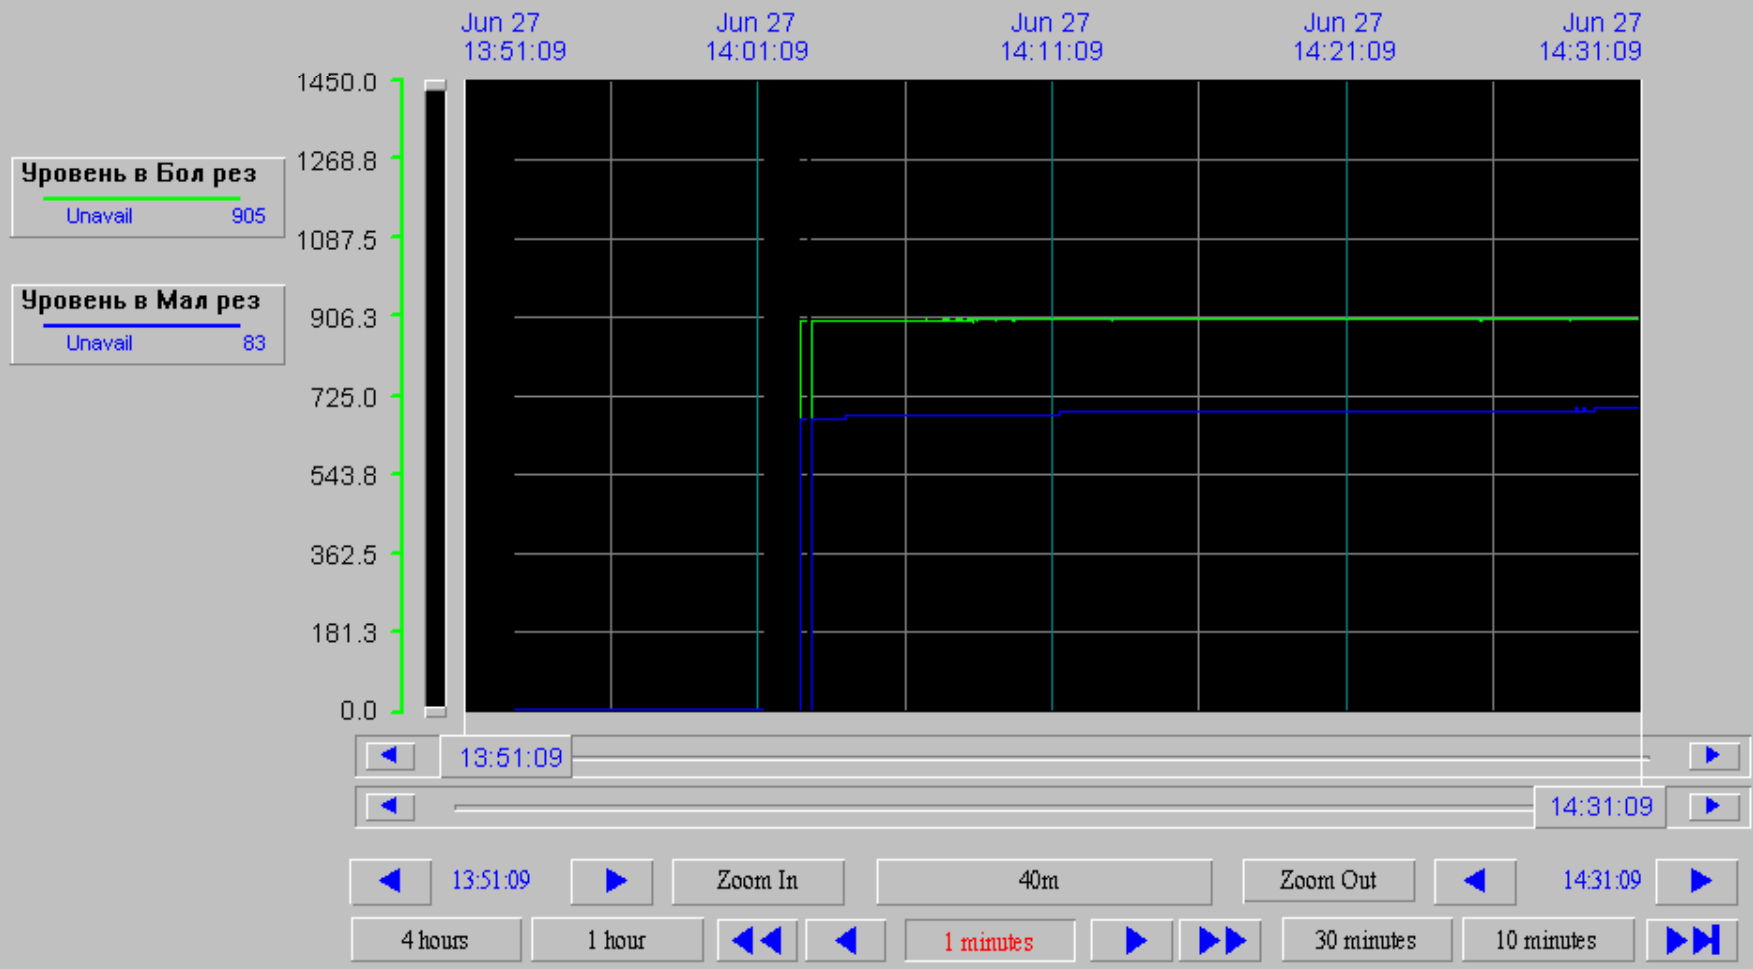 Jun 27 Jun 27 Jun 27 Jun 27 Jun 27
13:51:09 14:01:09 14:11:09 14:21:09 14:31:09
1450.0
1268.8
Уровень в Бол рез
Unavail 905
1087.5
Уровень в Мал рез
906.3
Unavail 83
725.0
543.8
362.5
181.3
0.0
13:51:09
14:31:09
13:51:09 Zoom In 40m Zoom Out 14:31:09
4 hours 1 hour 1 minutes 30 minutes 10 minutes